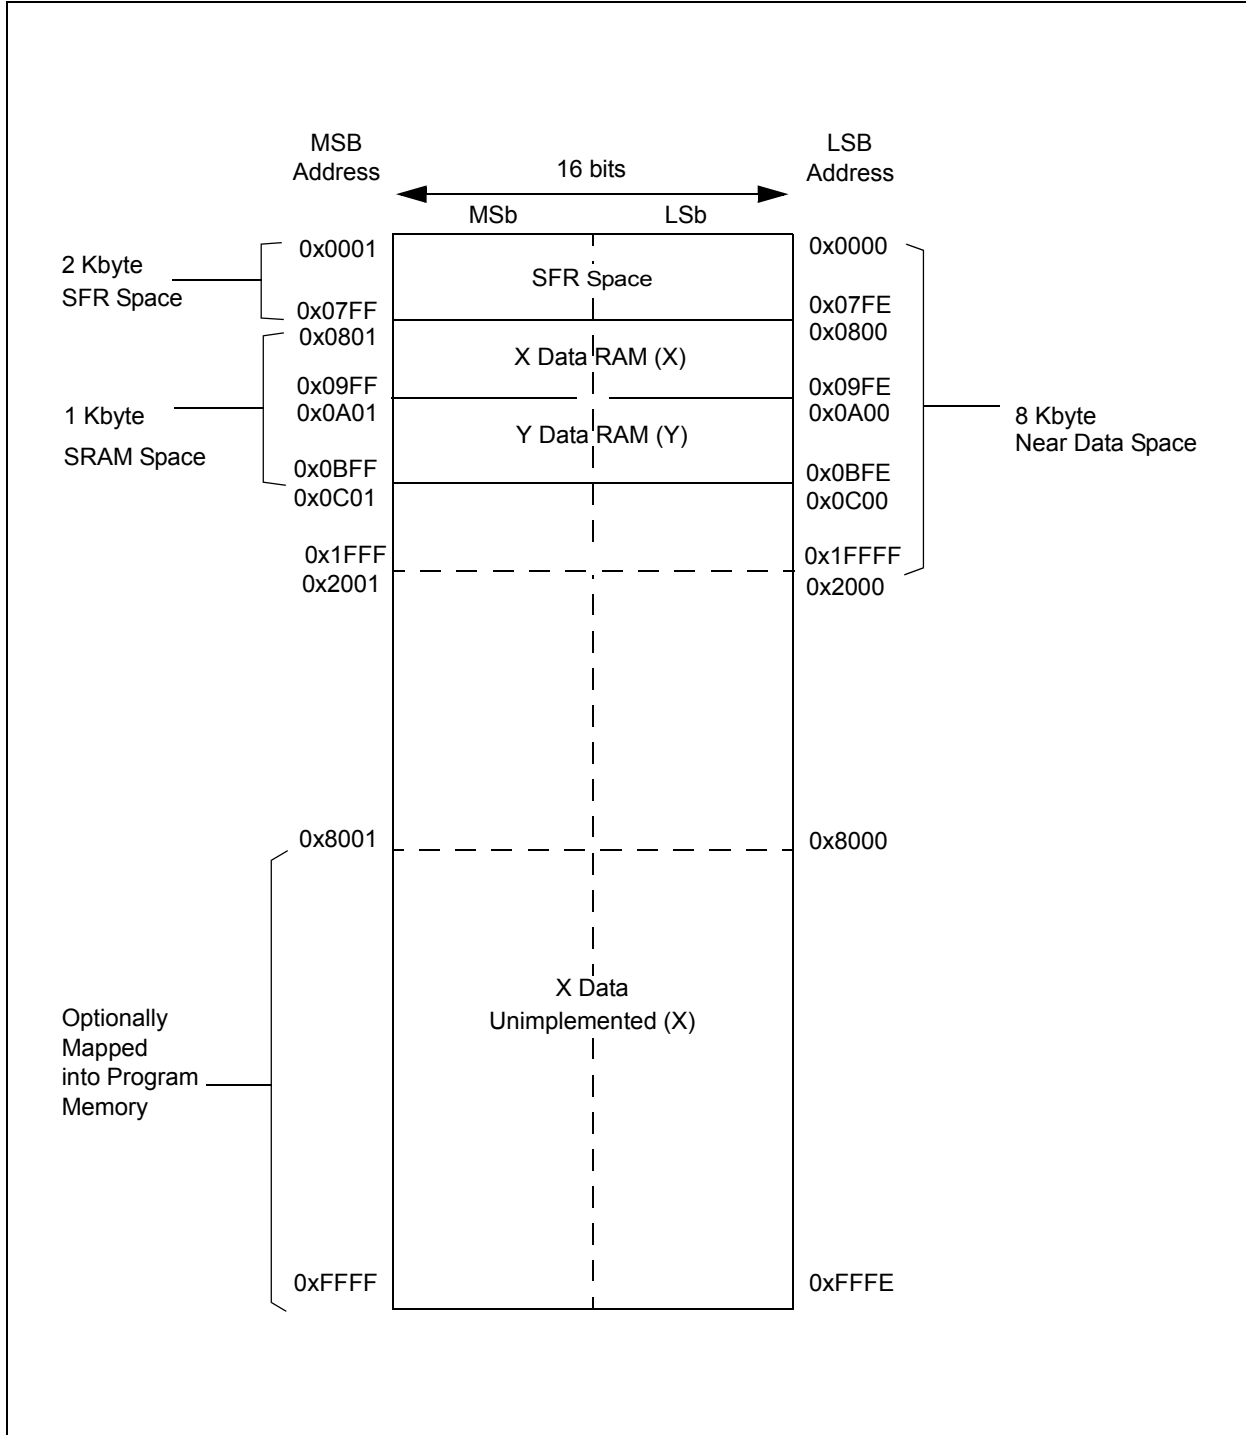 MSB
Address
LSB
Address
16 bits
MSb
LSb
2 Kbyte
SFR Space
0x0001
SFR Space
0x0000
0x07FF
0x07FE
0x0801
0x0800
X Data RAM (X)
1 Kbyte
SRAM Space
0x09FF
0x09FE
0x0A01
0x0A00
8 Kbyte
Near Data Space
Y Data RAM (Y)
0x0BFF
0x0BFE
0x0C01
0x0C00
0x1FFF
0x1FFFF
0x2001
0x2000
0x8001
0x8000
X Data
Unimplemented (X)
Optionally
Mapped
into Program
Memory
0xFFFF
0xFFFE